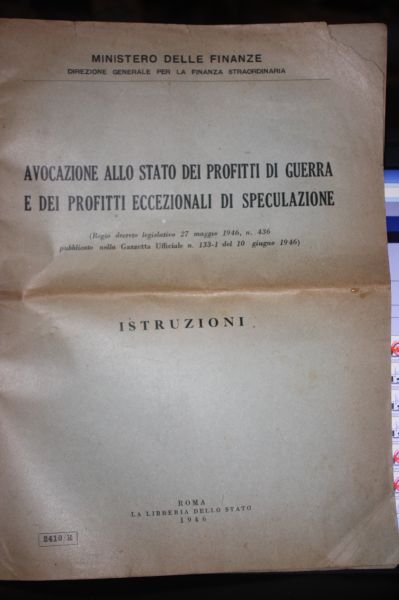 MINISTERO DELLE FINANZE
DIREZIONE GENERALE PER LA FINANZA STRAORDINARIA
AVOCAZIONE ALLO STATO DEI PROFITTI DI GUERRA
E DEI PROFITTI ECCEZIONALI DI SPECULAZIONE
(Regio decreto legislativo 27 maggio 1946, n. 436
pubblicato nella Gazzetta Ufficiale n. 133-1 del 10 giugno 1946)
ISTRUZIONI
ROMA
LA LIBRERIA DELLO STATO
1946
2410 M